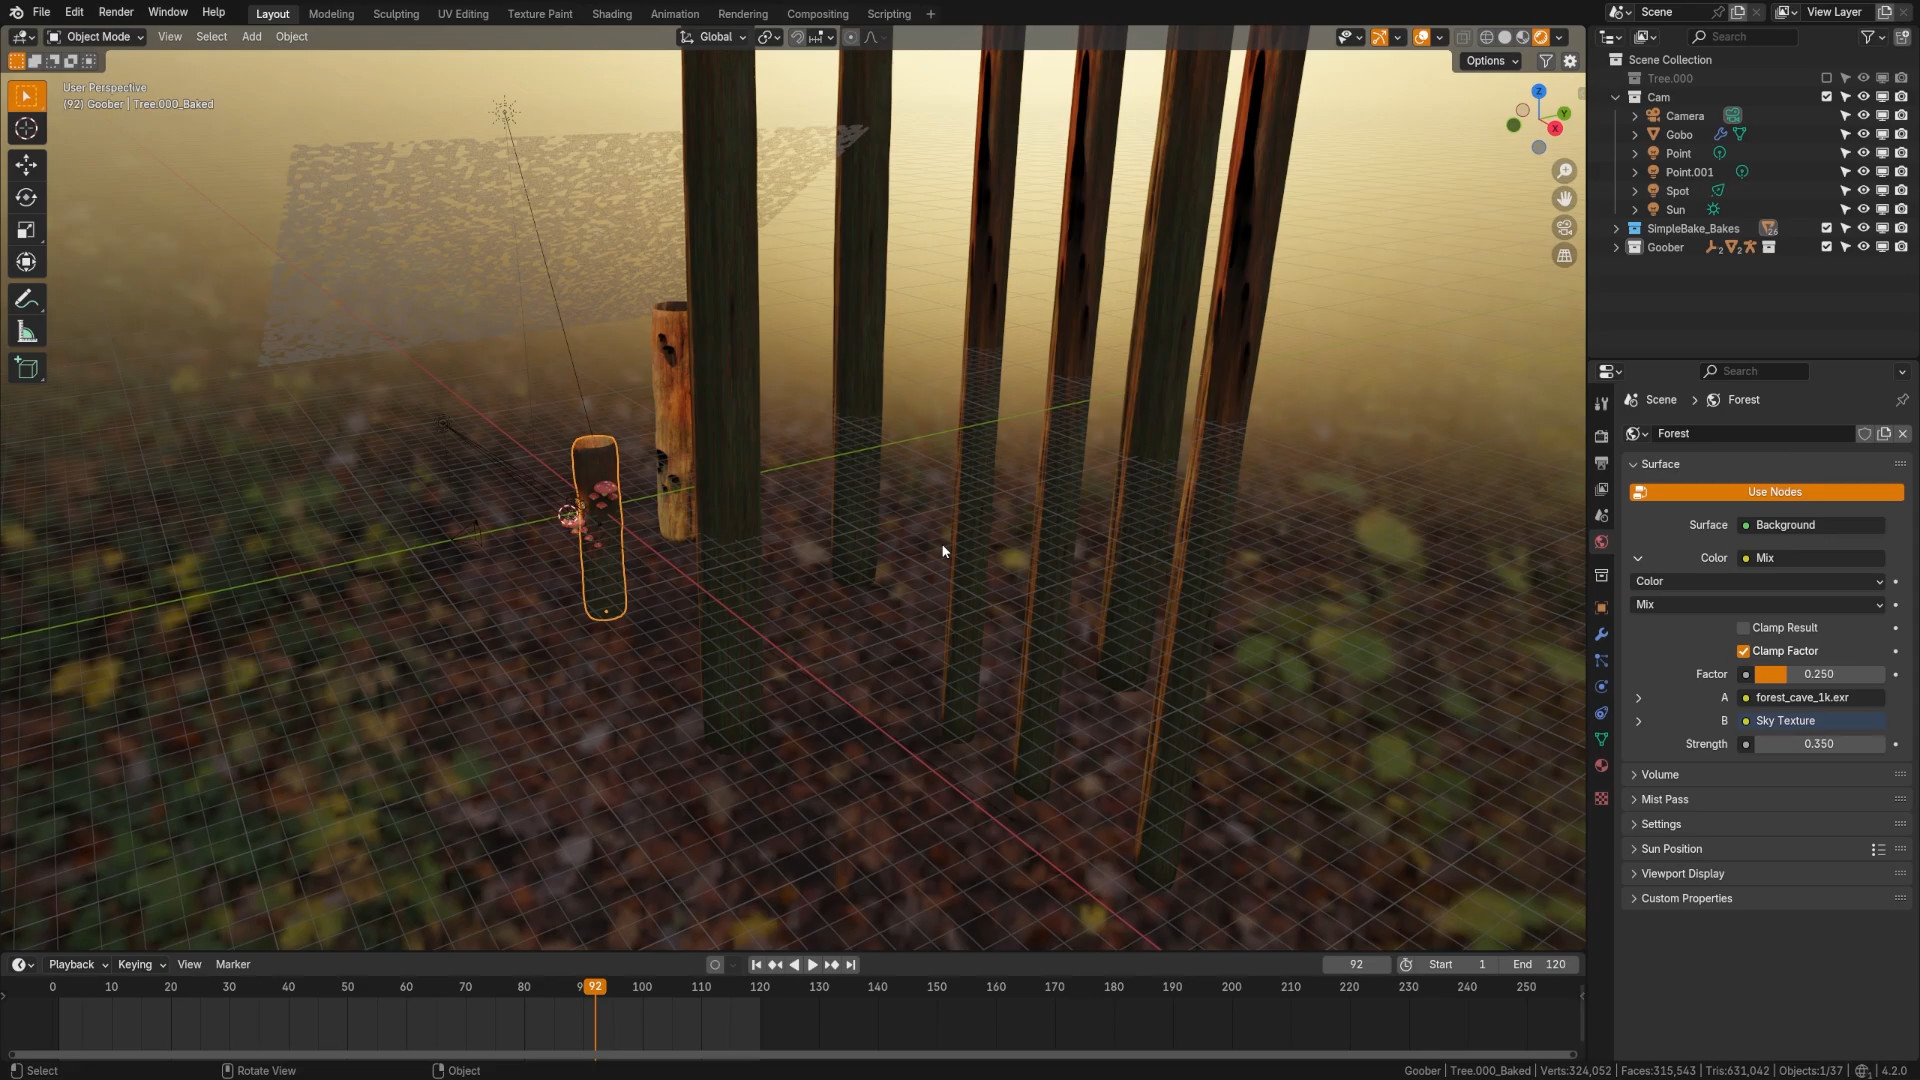 File Edit Render Window Help Layout Modeling Sculpting UV Editing Texture Paint Shading Animation Rendering Compositing Scripting + Scene View Layer
Object Mode View Select Add Object Global Search
Options
User Perspective
(92) Goober | Tree.000_Baked
Z
Y
X
Scene Collection
Tree.000
Cam
Camera
Gobo
Point
Point.001
Spot
Sun
SimpleBake_Bakes 26
Goober 2 2
Search
Scene > Forest
Forest
Surface
Use Nodes
Surface Background
Color Mix
Color
Mix
Clamp Result
Clamp Factor
Factor 0.250
A forest_cave_1k.exr
B Sky Texture
Strength 0.350
Volume
Mist Pass
Settings
Sun Position
Viewport Display
Custom Properties
Playback Keying View Marker 92 Start 1 End 120
0 10 20 30 40 50 60 70 80 9 92 100 110 120 130 140 150 160 170 180 190 200 210 220 230 240 250
Select Rotate View Object Goober | Tree.000_Baked | Verts:324,052 | Faces:315,543 | Tris:631,042 | Objects:1/37 | 4.2.0